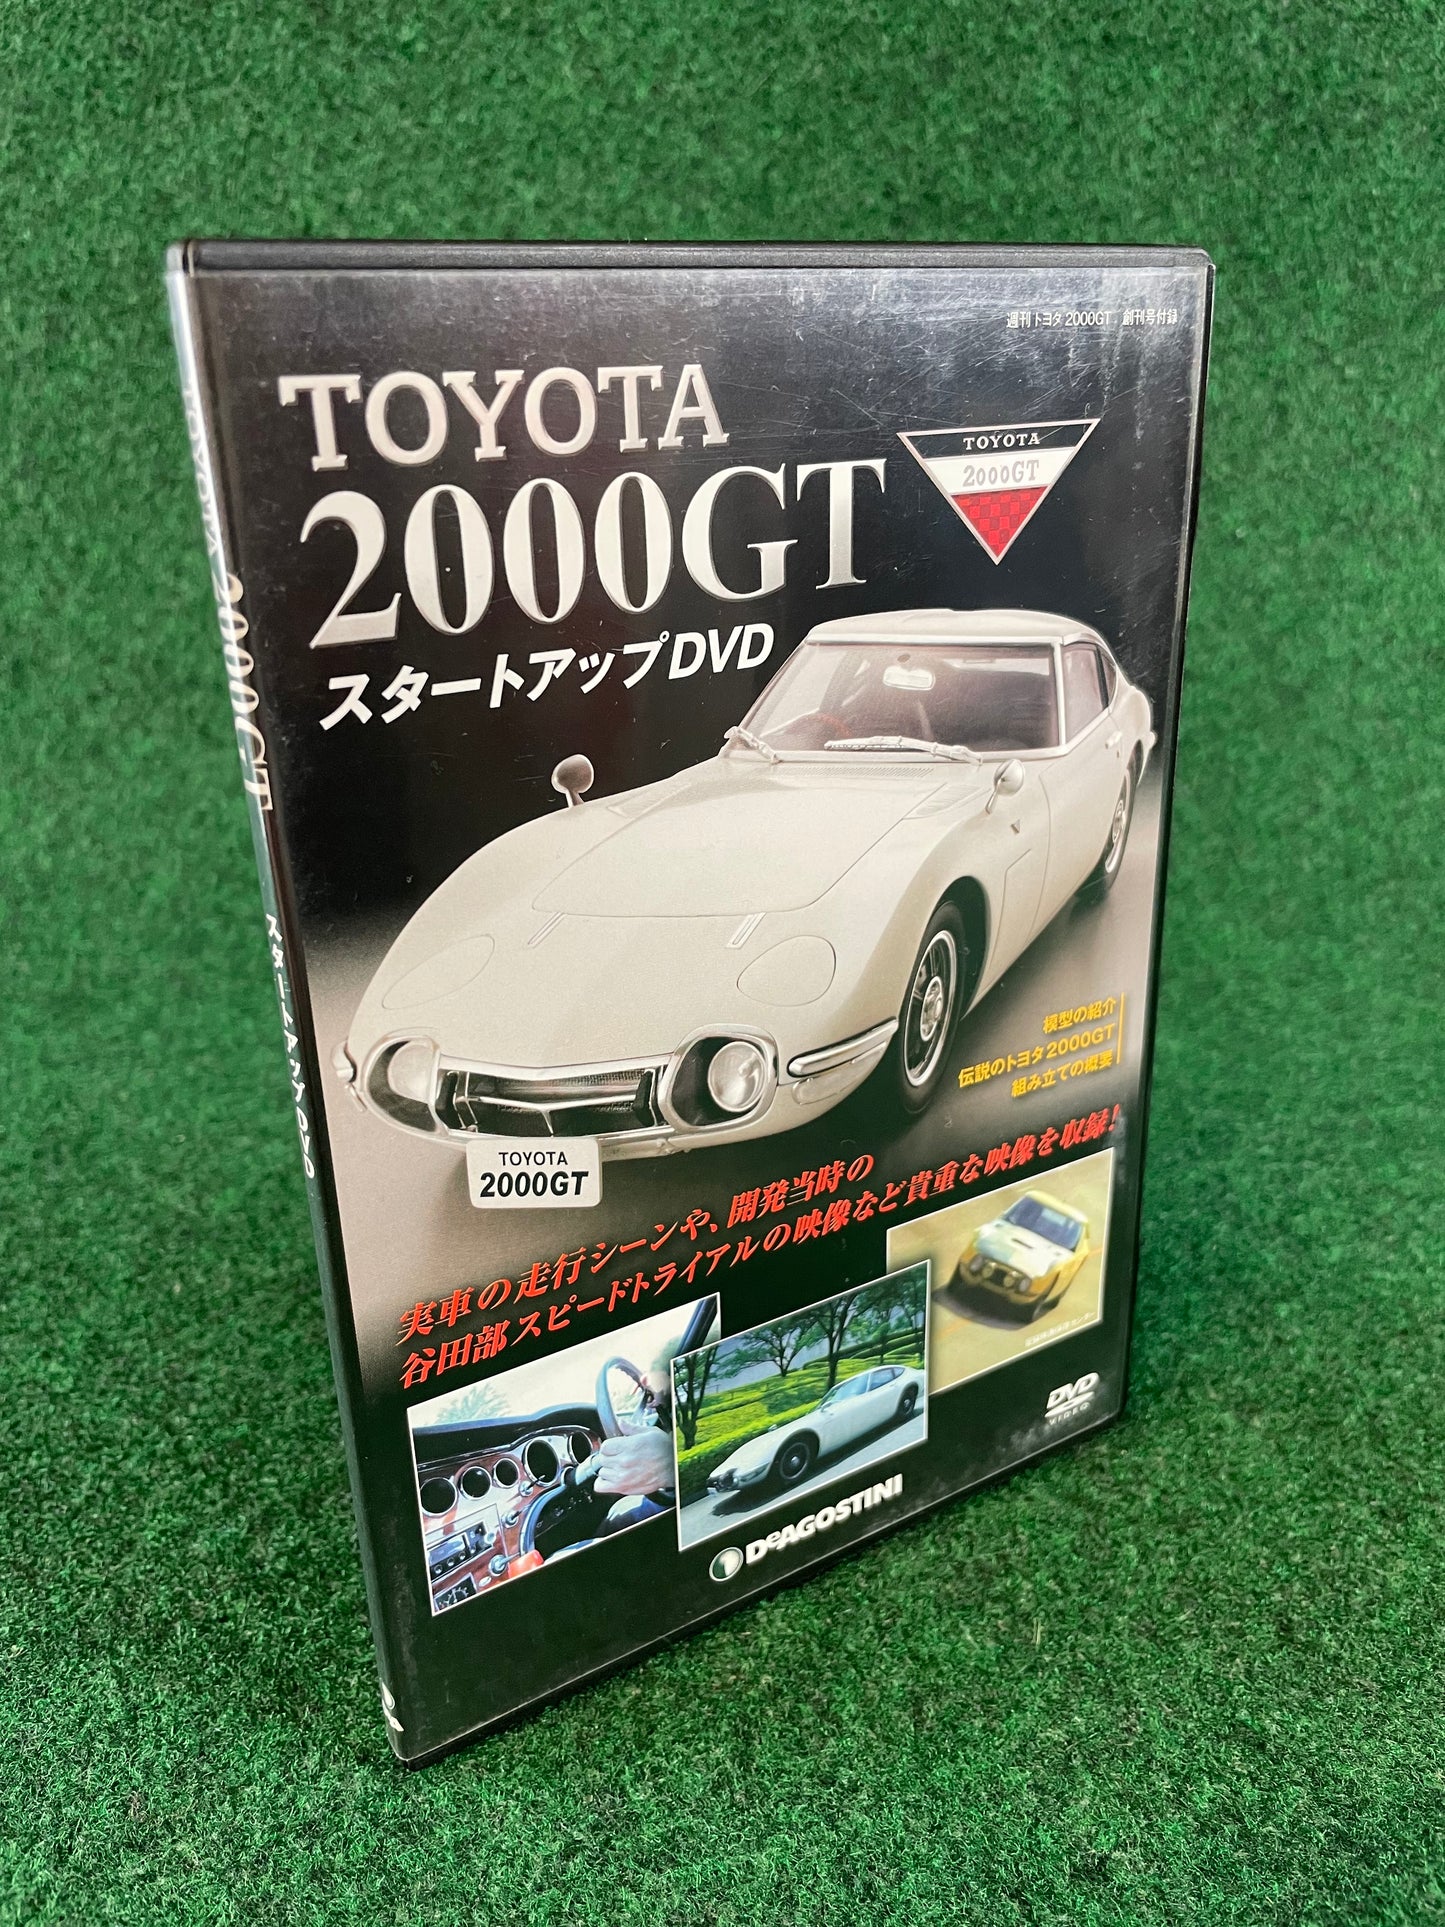 週刊トヨタ2000GT 創刊号付録
TOYOTA
2000GT
スタートアップDVD
TOYOTA
2000GT
模型の紹介
伝説のトヨタ2000GT
組み立ての概要
TOYOTA
2000GT
実車の走行シーンや、開発当時の
谷田部スピードトライアルの映像など貴重な映像を収録！
DVD
VIDEO
DeAGOSTINI
TOYOTA 2000GT スタートアップDVD